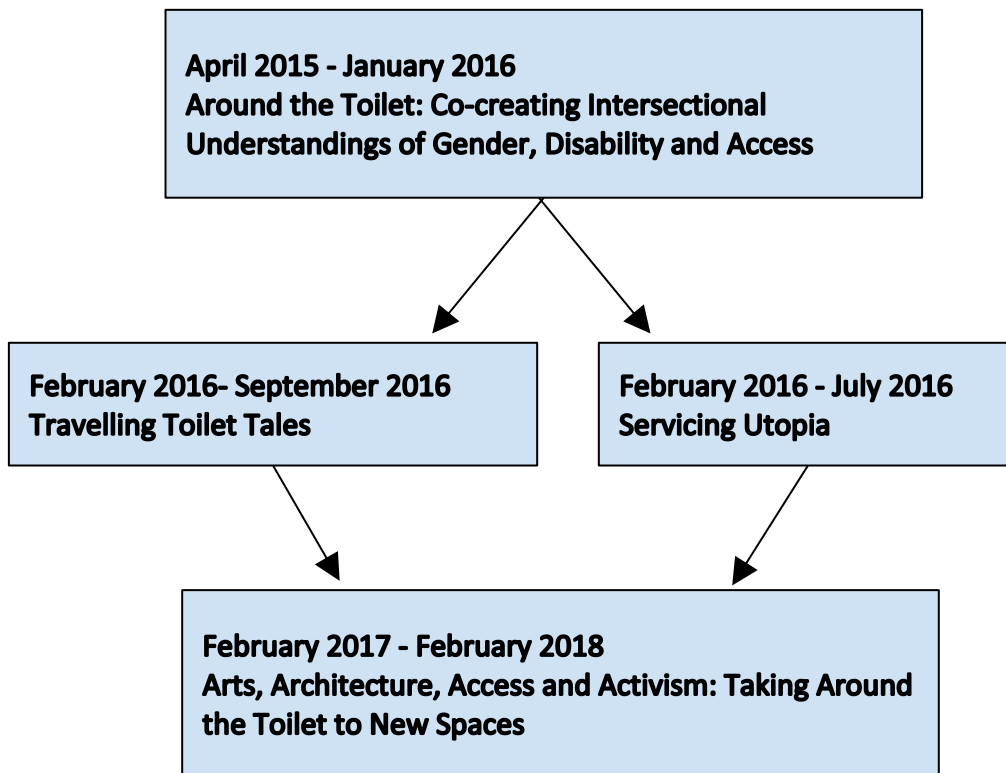 April 2015 - January 2016
Around the Toilet: Co-creating Intersectional
Understandings of Gender, Disability and Access
February 2016- September 2016
Travelling Toilet Tales
February 2016 - July 2016
Servicing Utopia
February 2017 - February 2018
Arts, Architecture, Access and Activism: Taking Around
the Toilet to New Spaces